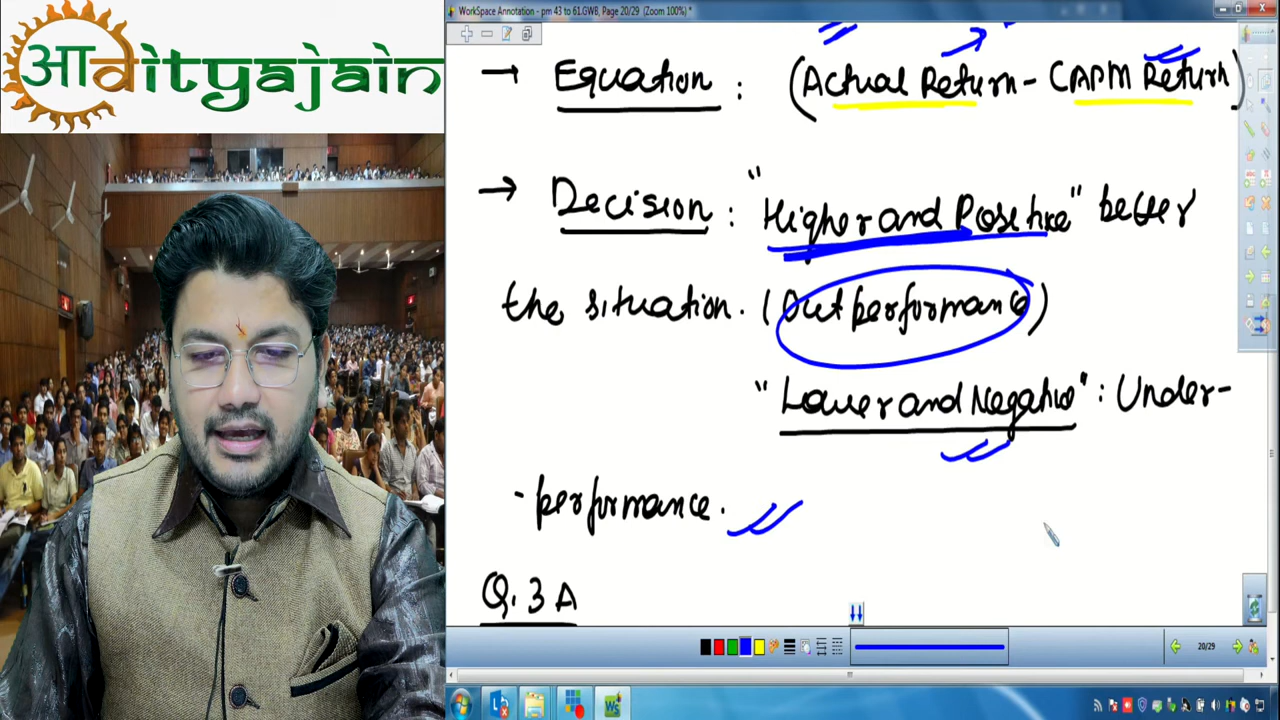 WorkSpace Annotation - pm 43 to 61.GWB, Page 20/29 (Zoom 100%) *
आdityajain
→ Equation : (Actual Return - CAPM Return)
→ Decision : "Higher and Positive" better
the situation. (Outperformance)
"Lower and Negative" : Under-
-performance.
Q. 3 A
20/29